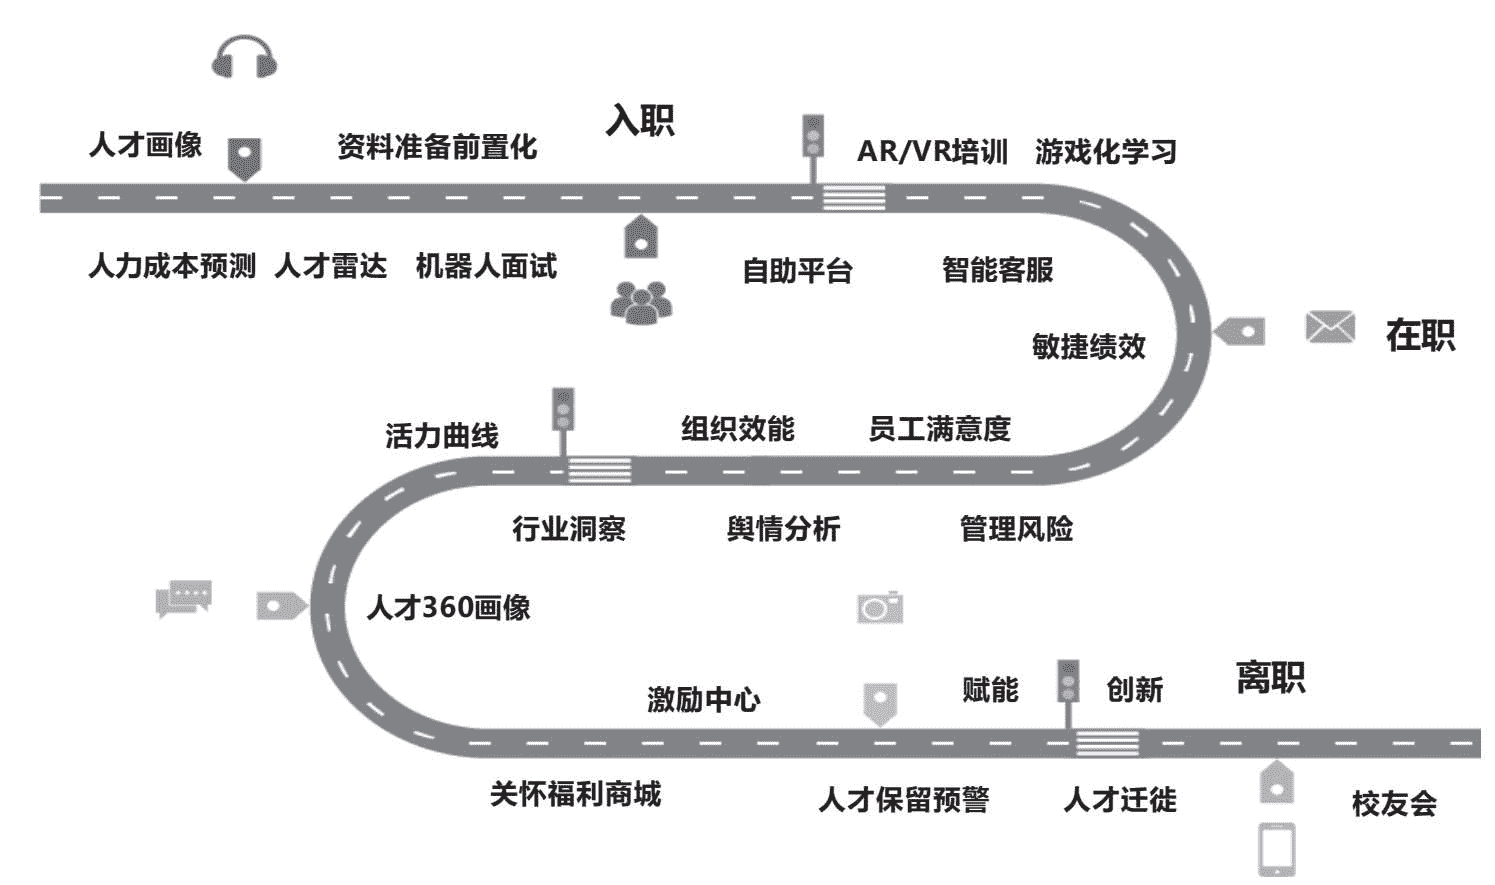 入职
人才画像
资料准备前置化
AR/VR培训
游戏化学习
人力成本预测
人才雷达
机器人面试
自助平台
智能客服
敏捷绩效
在职
活力曲线
组织效能
员工满意度
行业洞察
舆情分析
管理风险
人才360画像
激励中心
赋能
创新
离职
关怀福利商城
人才保留预警
人才迁徙
校友会